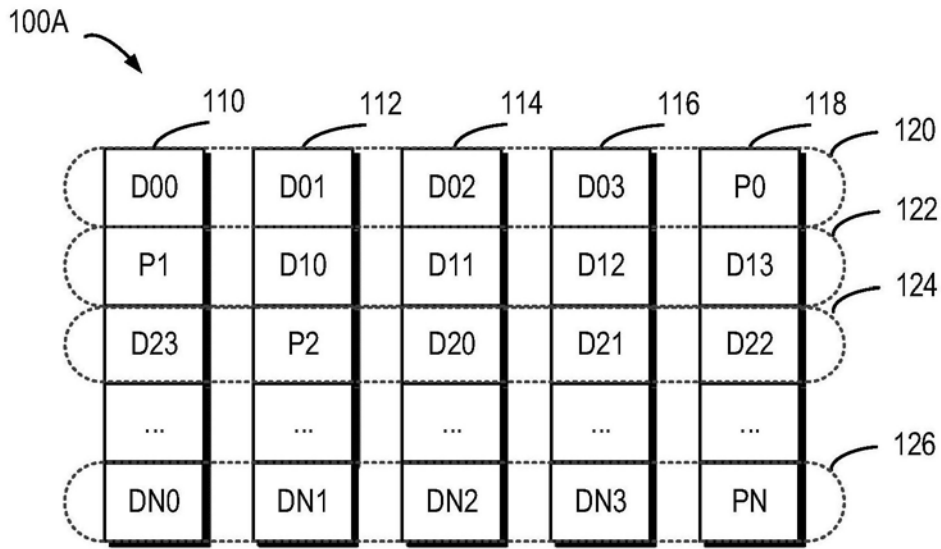 100A
110 112 114 116 118
120
D00 D01 D02 D03 P0
122
P1 D10 D11 D12 D13
124
D23 P2 D20 D21 D22
... ... ... ... ...
126
DN0 DN1 DN2 DN3 PN